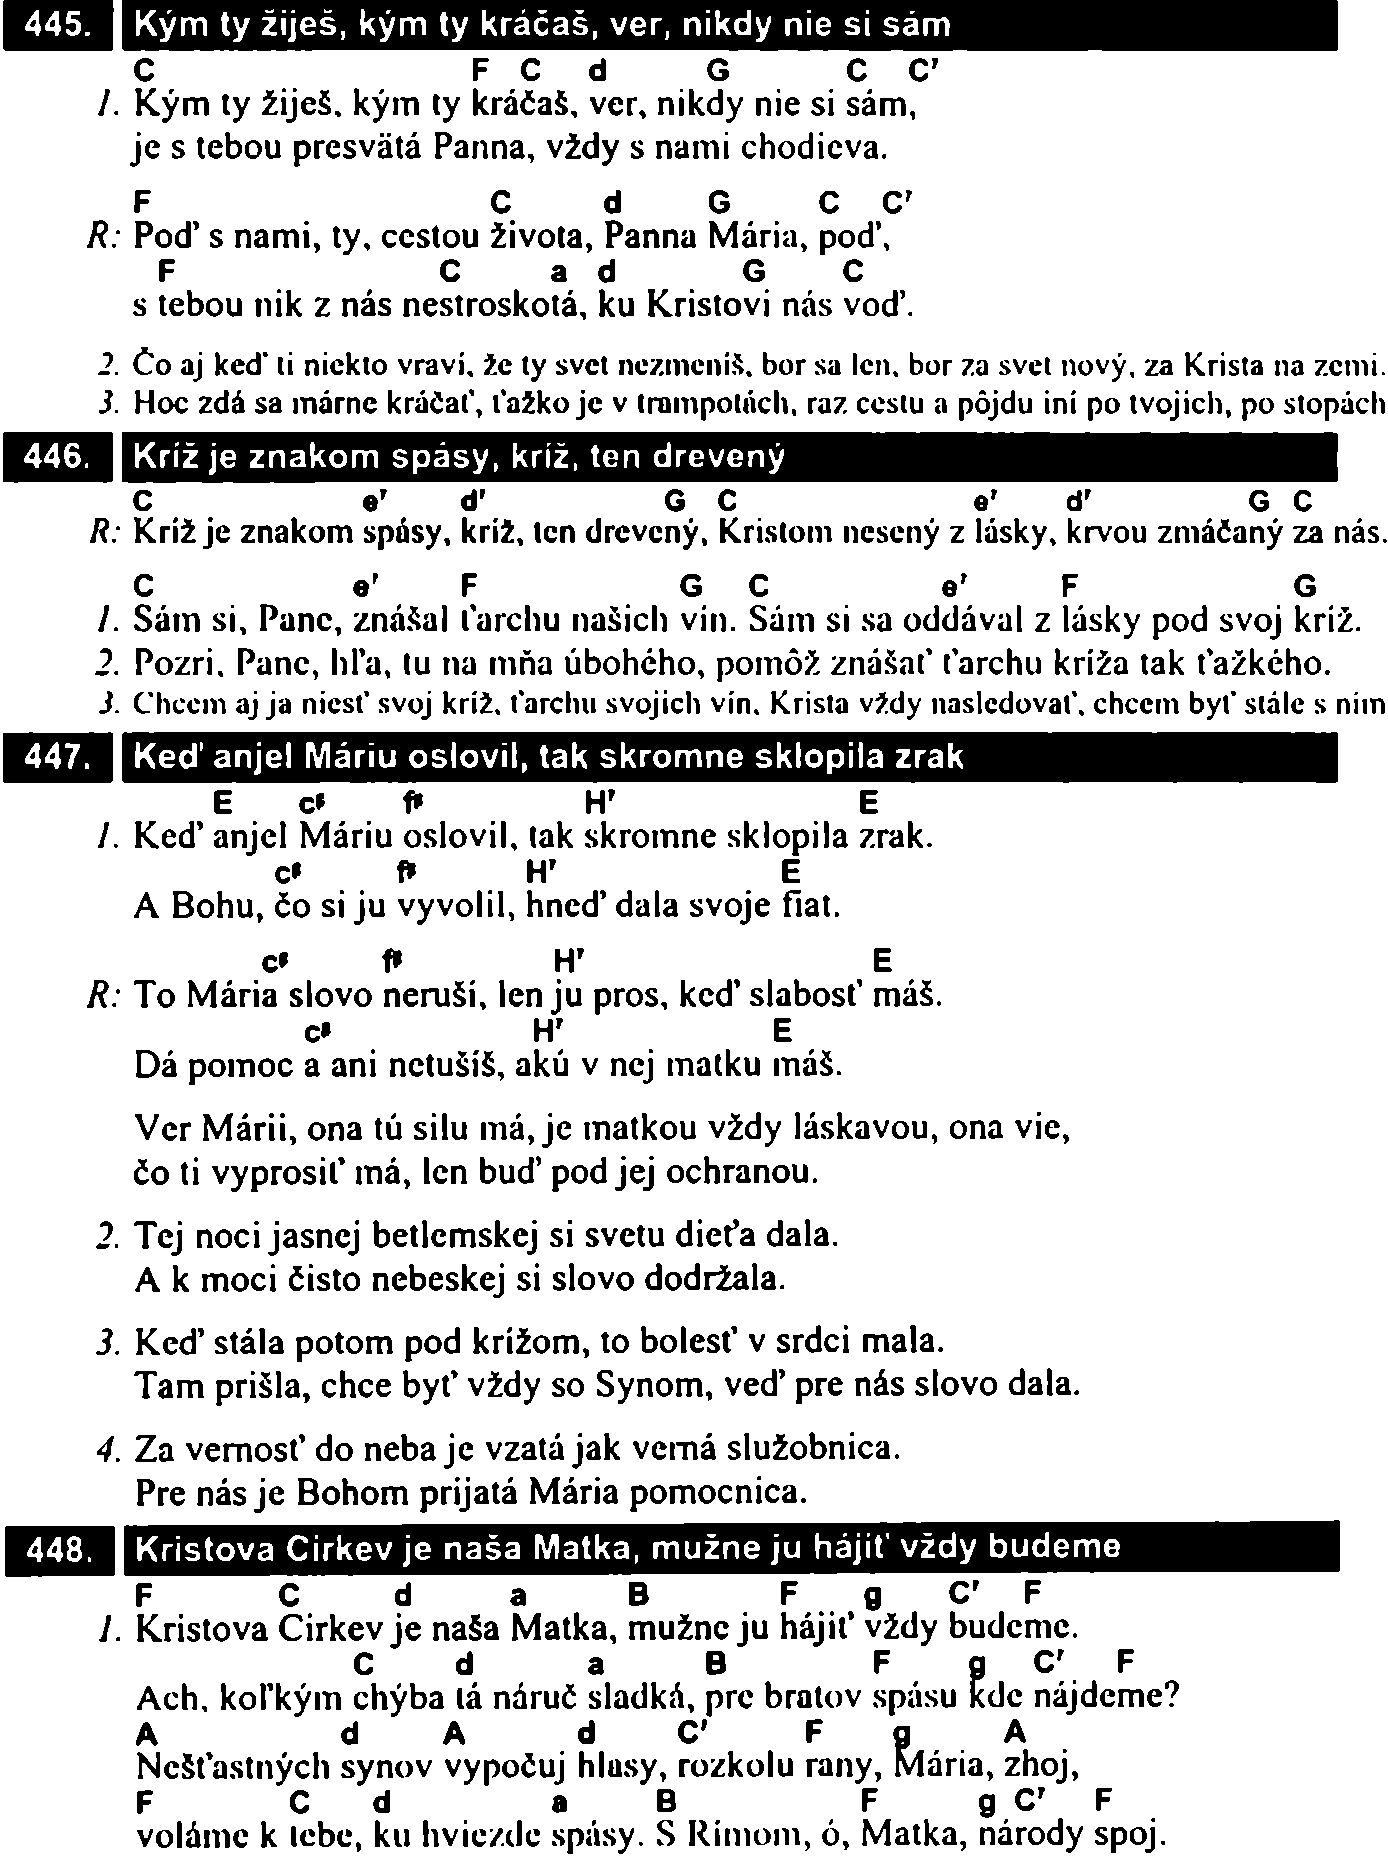 445. Kým ty žiješ, kým ty kráčaš, ver, nikdy nie si sám
C F C d G C C7
1. Kým ty žiješ, kým ty kráčaš, ver, nikdy nie si sám,
je s tebou presvätá Panna, vždy s nami chodieva.
F C d G C C7
R: Poď s nami, ty, cestou života, Panna Mária, poď,
F C a d G C
s tebou nik z nás nestroskotá, ku Kristovi nás voď.
2. Čo aj keď ti niekto vraví, že ty svet nezmeníš, bor sa len, bor za svet nový, za Krista na zemi.
3. Hoc zdá sa márne kráčať, ťažko je v trampotách, raz cestu a pôjdu iní po tvojich, po stopách
446. Kríž je znakom spásy, kríž, ten drevený
C e7 d7 G C e7 d7 G C
R: Kríž je znakom spásy, kríž, ten drevený, Kristom nesený z lásky, krvou zmáčaný za nás.
C e7 F G C e7 F G
1. Sám si, Pane, znášal ťarchu našich vín. Sám si sa oddával z lásky pod svoj kríž.
2. Pozri, Pane, hľa, tu na mňa úbohého, pomôž znášať ťarchu kríža tak ťažkého.
3. Chcem aj ja niesť svoj kríž, ťarchu svojich vín, Krista vždy nasledovať, chcem byť stále s ním
447. Keď anjel Máriu oslovil, tak skromne sklopila zrak
E c# f# H7 E
1. Keď anjel Máriu oslovil, tak skromne sklopila zrak.
c# f# H7 E
A Bohu, čo si ju vyvolil, hneď dala svoje fiat.
c# f# H7 E
R: To Mária slovo neruší, len ju pros, keď slabosť máš.
c# H7 E
Dá pomoc a ani netušíš, akú v nej matku máš.
Ver Márii, ona tú silu má, je matkou vždy láskavou, ona vie,
čo ti vyprosiť má, len buď pod jej ochranou.
2. Tej noci jasnej betlemskej si svetu dieťa dala.
A k moci čisto nebeskej si slovo dodržala.
3. Keď stála potom pod krížom, to bolesť v srdci mala.
Tam prišla, chce byť vždy so Synom, veď pre nás slovo dala.
4. Za vernosť do neba je vzatá jak verná služobnica.
Pre nás je Bohom prijatá Mária pomocnica.
448. Kristova Cirkev je naša Matka, mužne ju hájiť vždy budeme
F C d a B F g C7 F
1. Kristova Cirkev je naša Matka, mužne ju hájiť vždy budeme.
C d a B F g C7 F
Ach, koľkým chýba tá náruč sladká, pre bratov spásu kde nájdeme?
A d A d C7 F g A
Nešťastných synov vypočuj hlasy, rozkolu rany, Mária, zhoj,
F C d a B F g C7 F
voláme k tebe, ku hviezde spásy. S Rímom, ó, Matka, národy spoj.